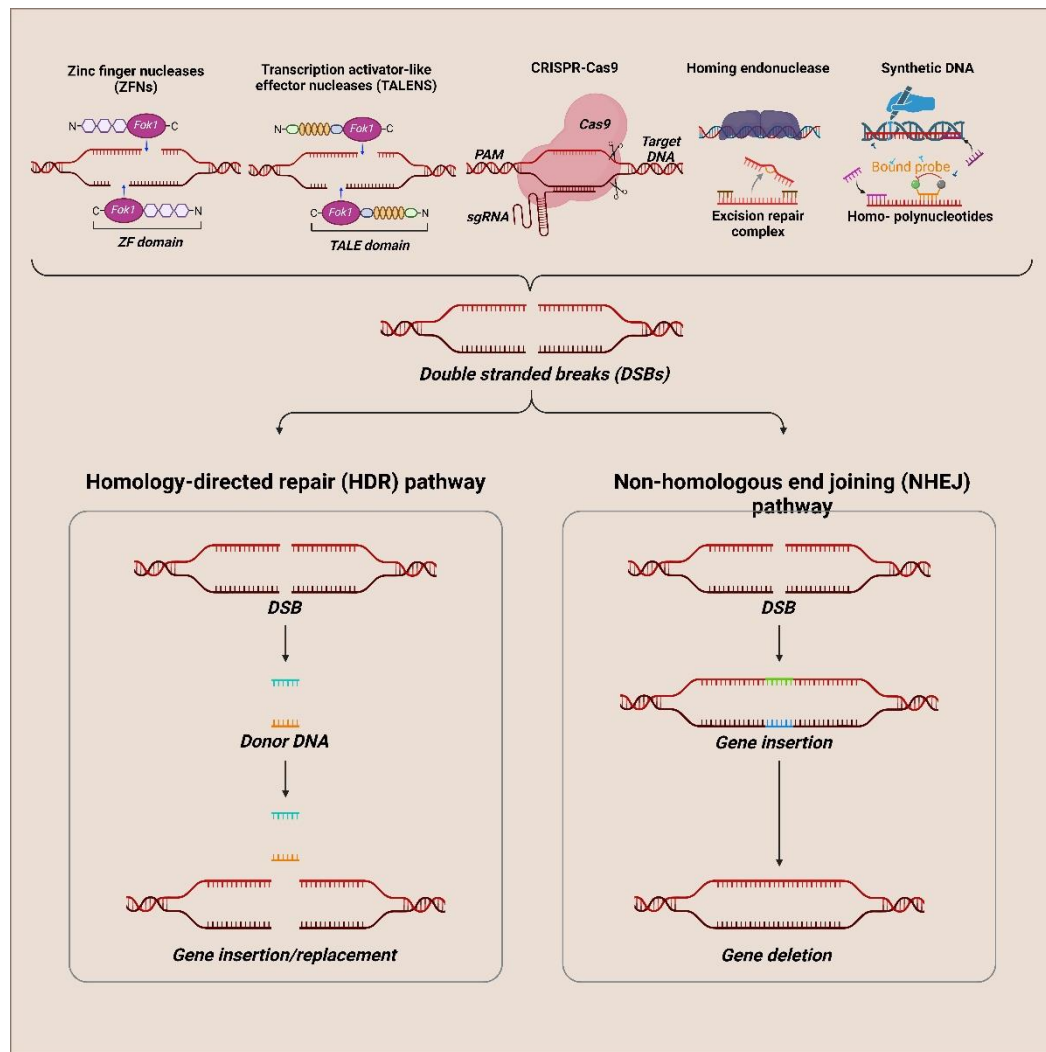 Zinc finger nucleases
(ZFNs)
N
Fok1
C
C
Fok1
N
ZF domain
Transcription activator-like
effector nucleases (TALENS)
N
Fok1
C
C
Fok1
N
TALE domain
CRISPR-Cas9
Cas9
PAM
Target
DNA
sgRNA
Homing endonuclease
Excision repair
complex
Synthetic DNA
Bound probe
Homo- polynucleotides
Double stranded breaks (DSBs)
Homology-directed repair (HDR) pathway
DSB
Donor DNA
Gene insertion/replacement
Non-homologous end joining (NHEJ)
pathway
DSB
Gene insertion
Gene deletion